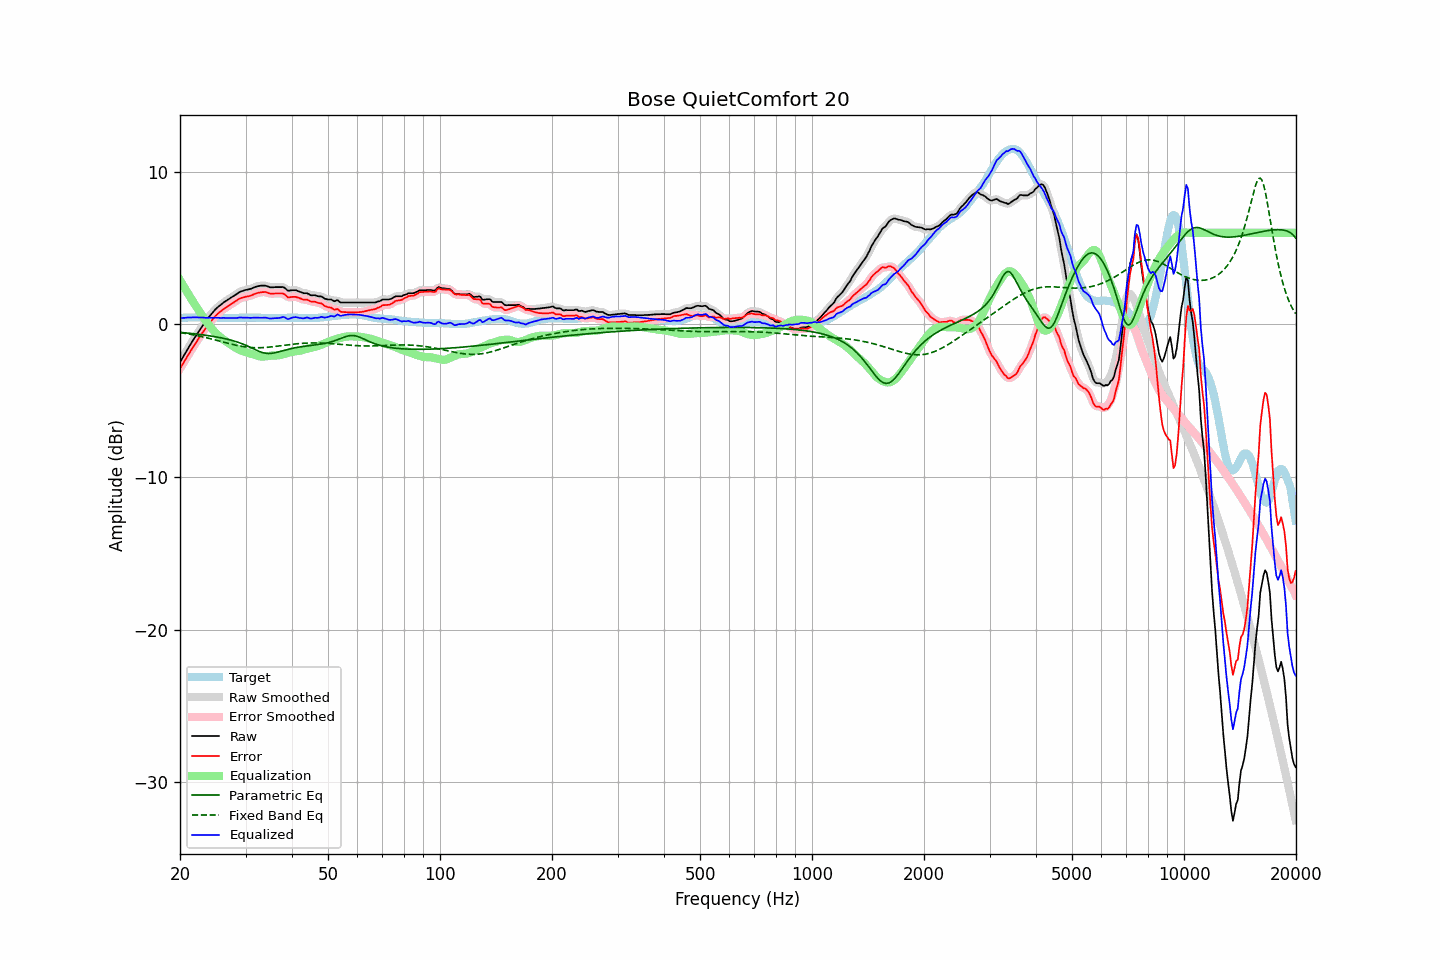 Bose QuietComfort 20
Amplitude (dBr)
10
0
−10
−20
−30
Target
Raw Smoothed
Error Smoothed
Raw
Error
Equalization
Parametric Eq
Fixed Band Eq
Equalized
20 50 100 200 500 1000 2000 5000 10000 20000
Frequency (Hz)